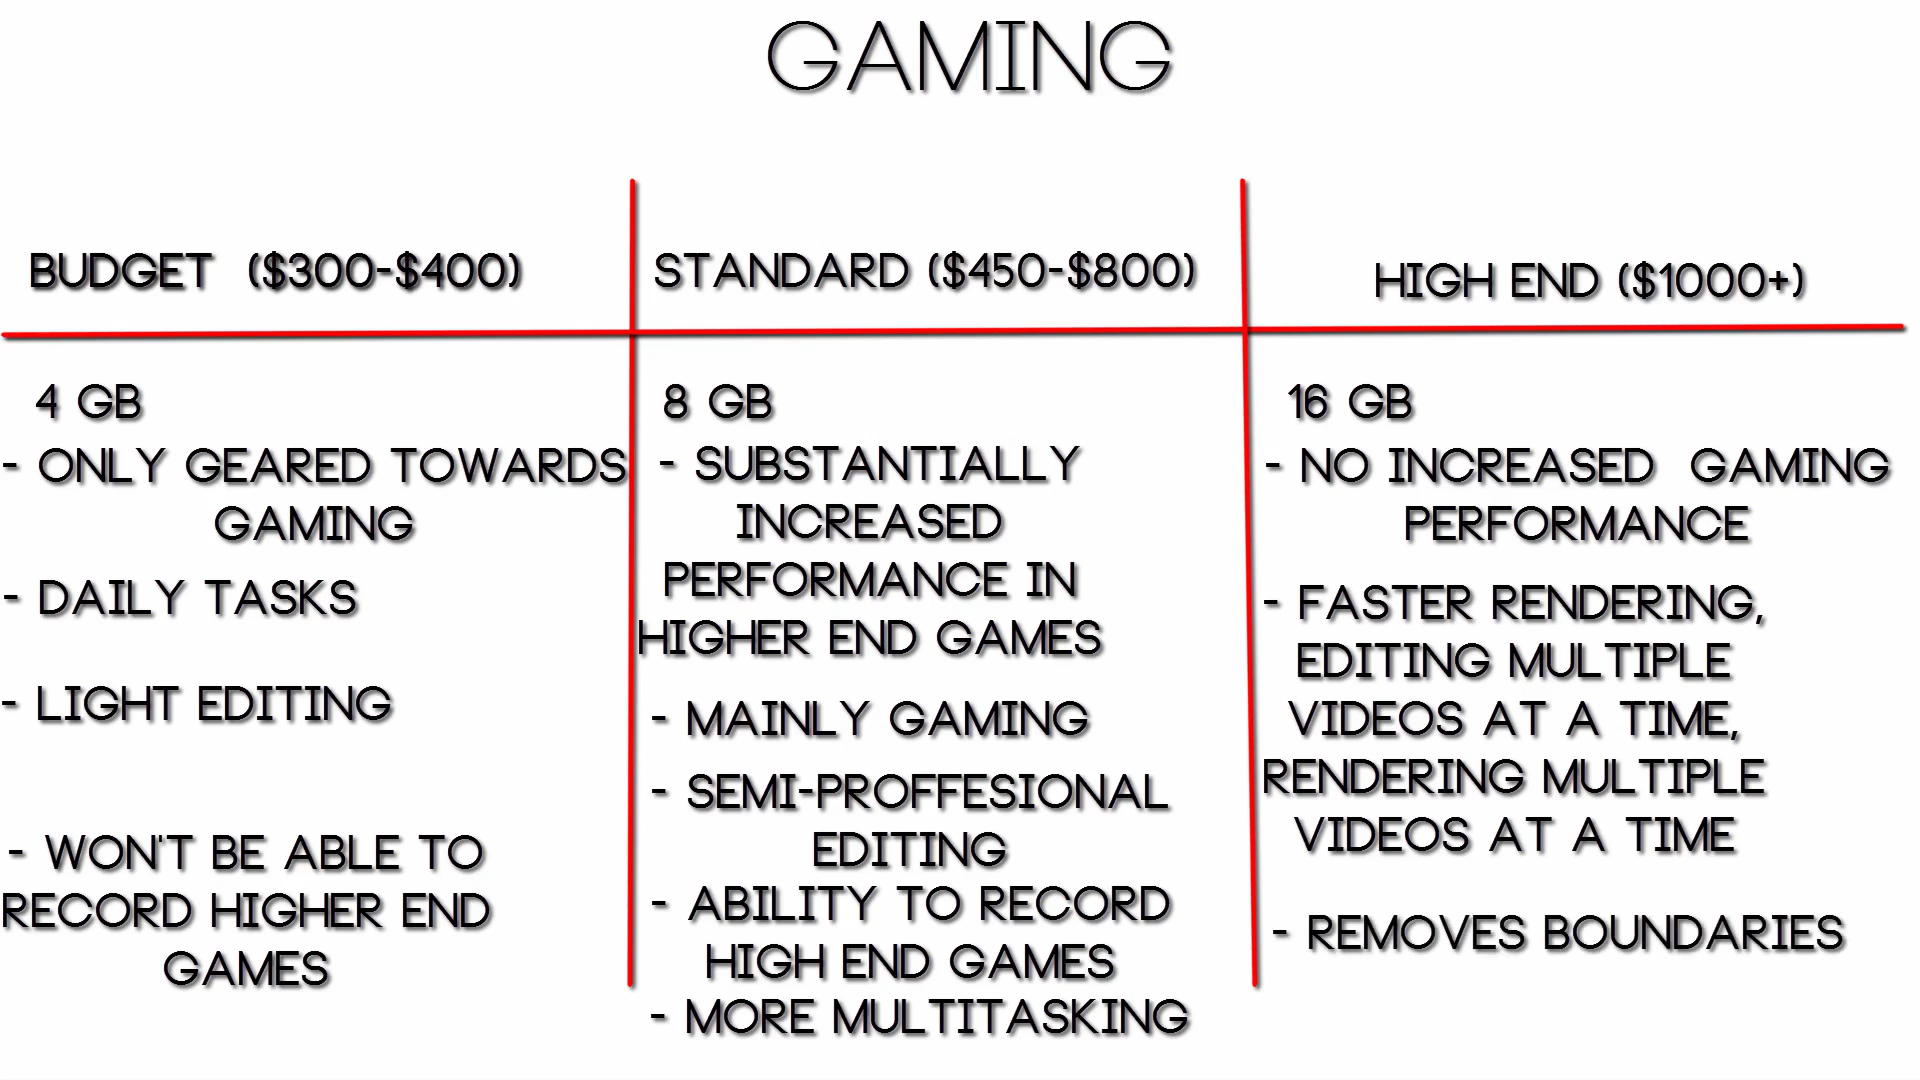 GAMING
BUDGET ($300-$400)
STANDARD ($450-$800)
HIGH END ($1000+)
4 GB
- ONLY GEARED TOWARDS
GAMING
- DAILY TASKS
- LIGHT EDITING
- WON'T BE ABLE TO
RECORD HIGHER END
GAMES
8 GB
- SUBSTANTIALLY
INCREASED
PERFORMANCE IN
HIGHER END GAMES
- MAINLY GAMING
- SEMI-PROFFESIONAL
EDITING
- ABILITY TO RECORD
HIGH END GAMES
- MORE MULTITASKING
16 GB
- NO INCREASED GAMING
PERFORMANCE
- FASTER RENDERING,
EDITING MULTIPLE
VIDEOS AT A TIME,
RENDERING MULTIPLE
VIDEOS AT A TIME
- REMOVES BOUNDARIES